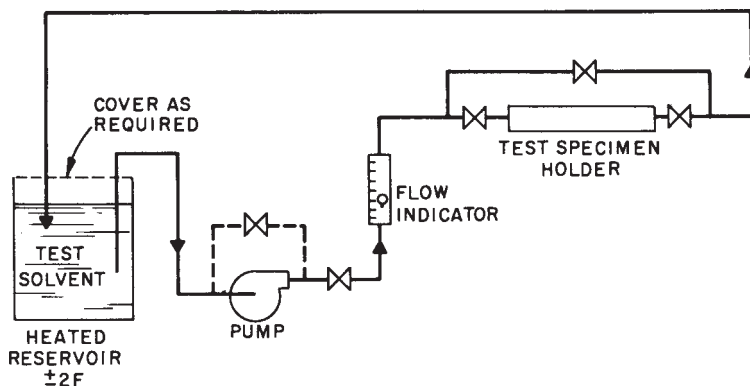 COVER AS
REQUIRED
TEST SPECIMEN
HOLDER
FLOW
INDICATOR
TEST
SOLVENT
PUMP
HEATED
RESERVOIR
±2F